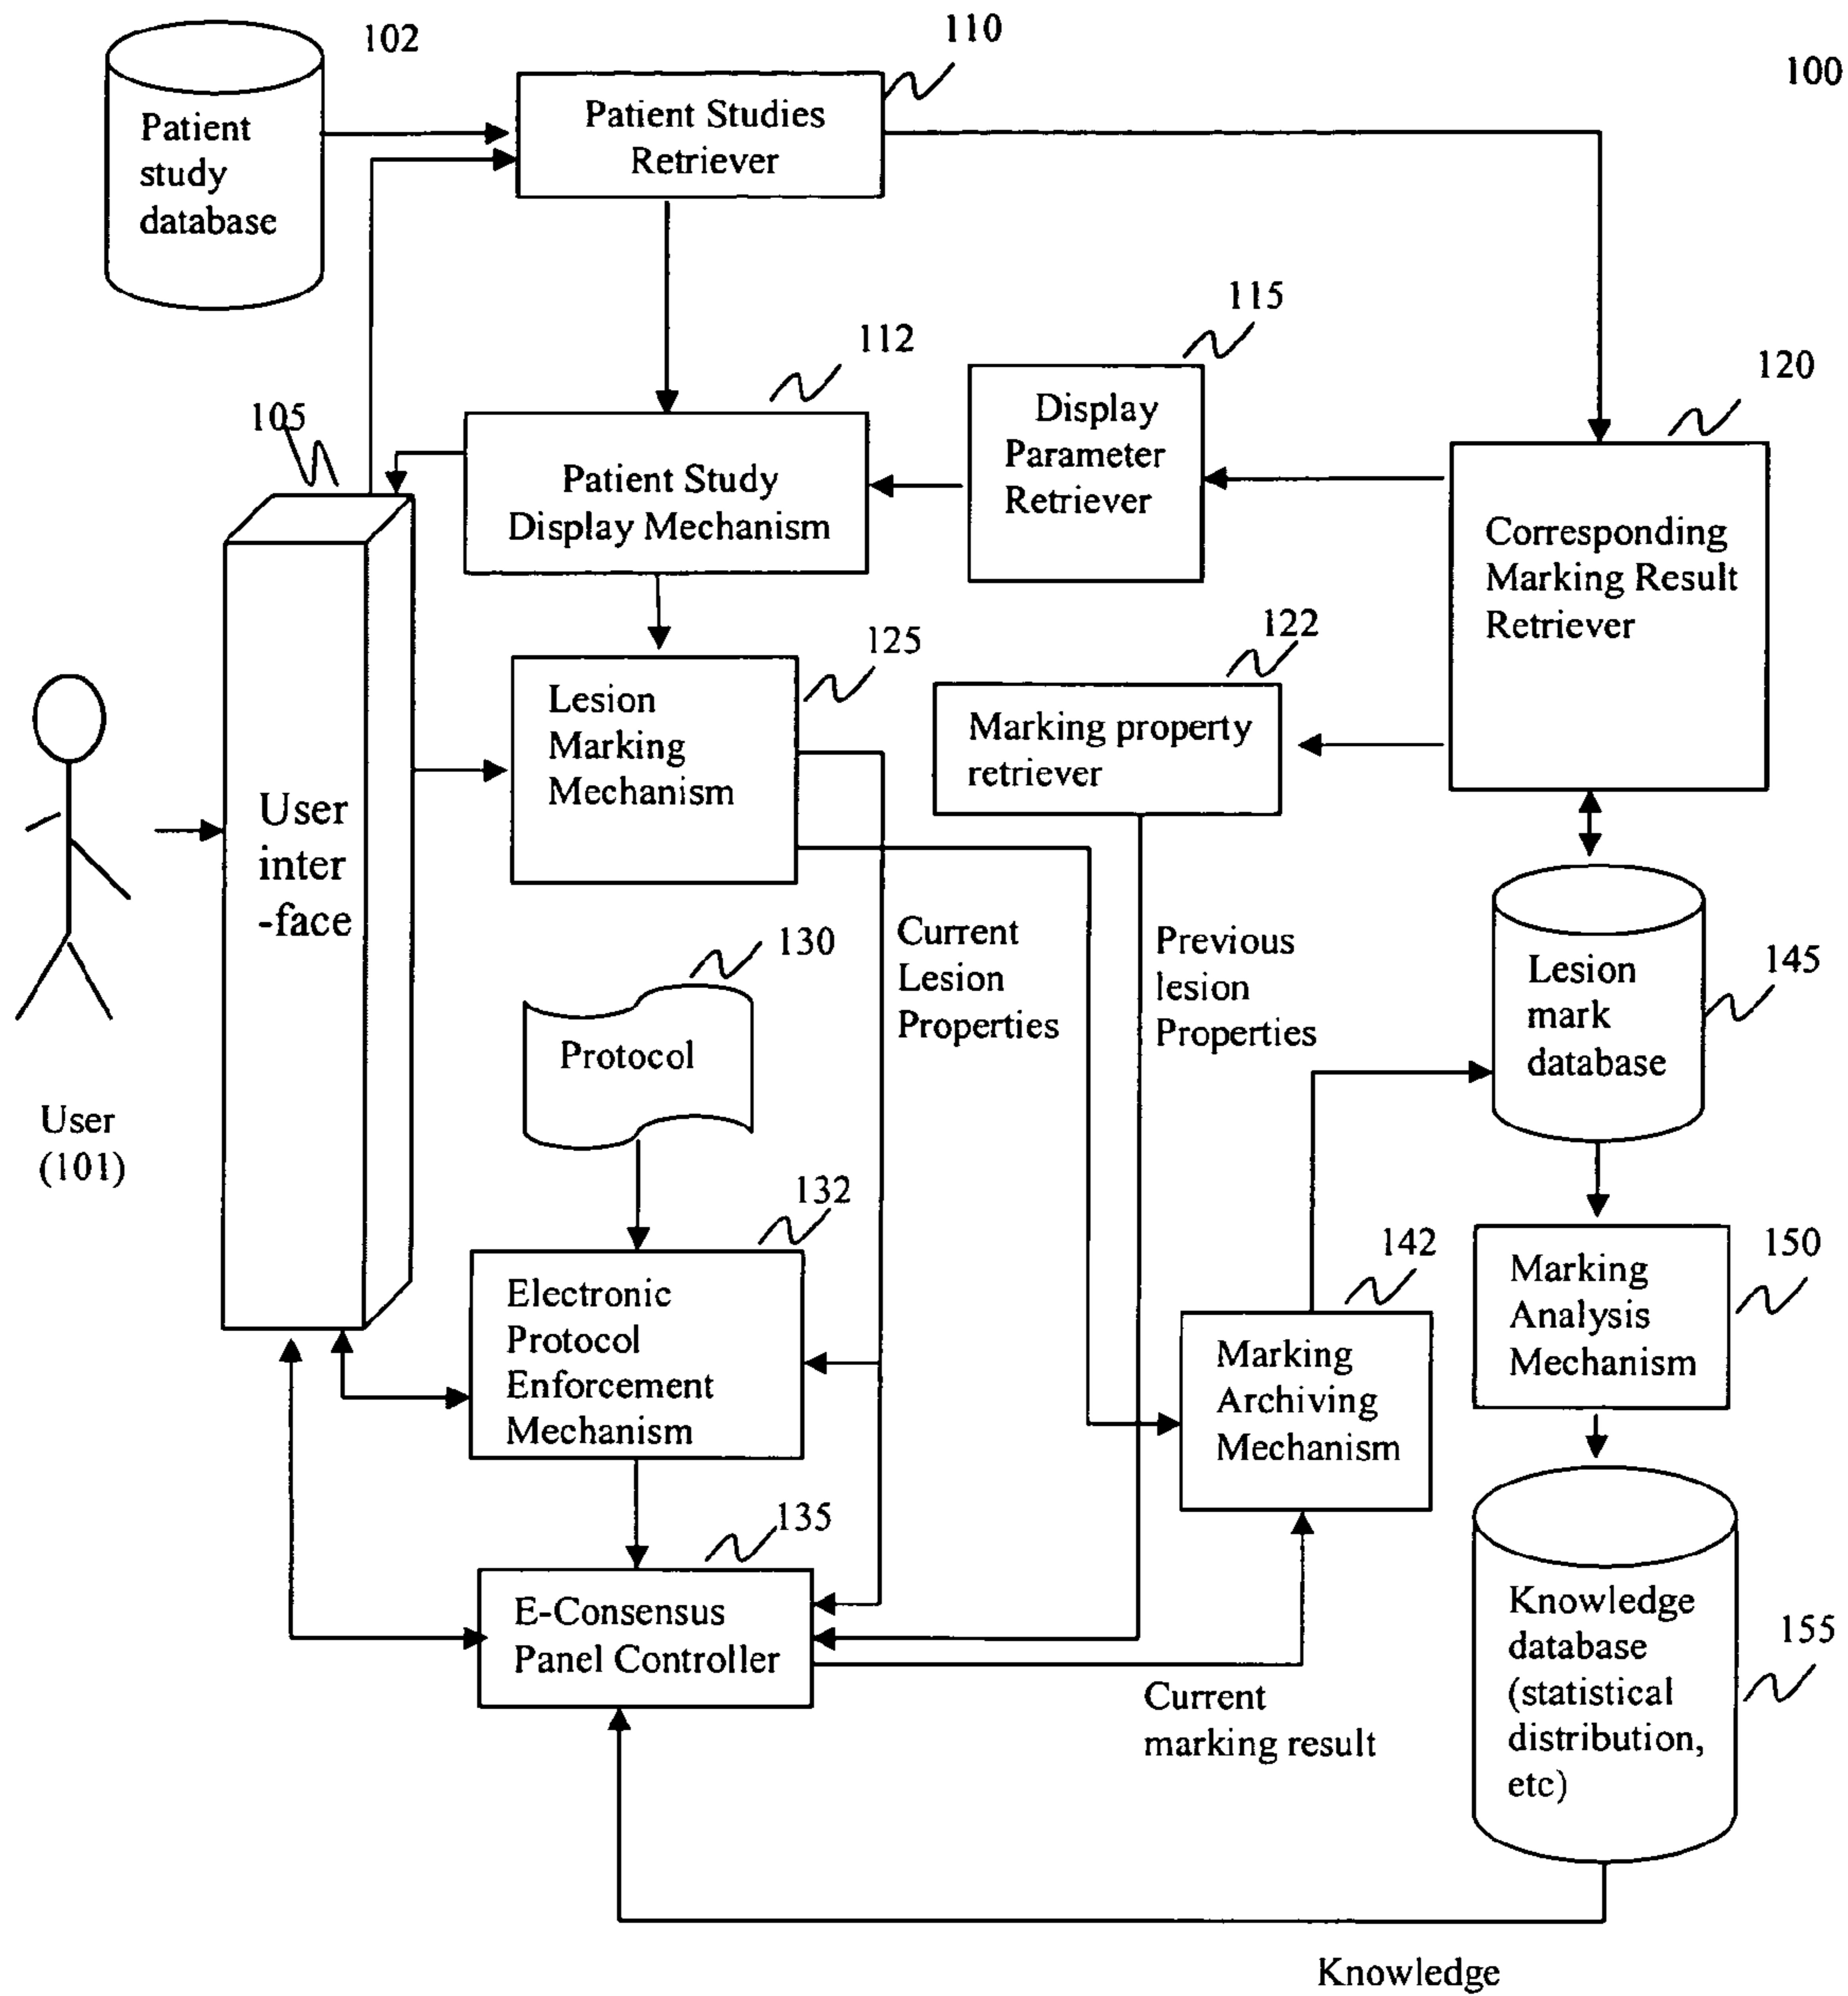 102
110
100
Patient
study
database
Patient Studies
Retriever
115
112
120
105
Display
Parameter
Retriever
Patient Study
Display Mechanism
Corresponding
Marking Result
Retriever
125
122
Lesion
Marking
Mechanism
Marking property
retriever
User
inter
-face
130
Current
Lesion
Properties
Previous
lesion
Properties
Lesion
mark
database
145
Protocol
User
(101)
132
142
150
Electronic
Protocol
Enforcement
Mechanism
Marking
Archiving
Mechanism
Marking
Analysis
Mechanism
135
E-Consensus
Panel Controller
Knowledge
database
(statistical
distribution,
etc)
155
Current
marking result
Knowledge